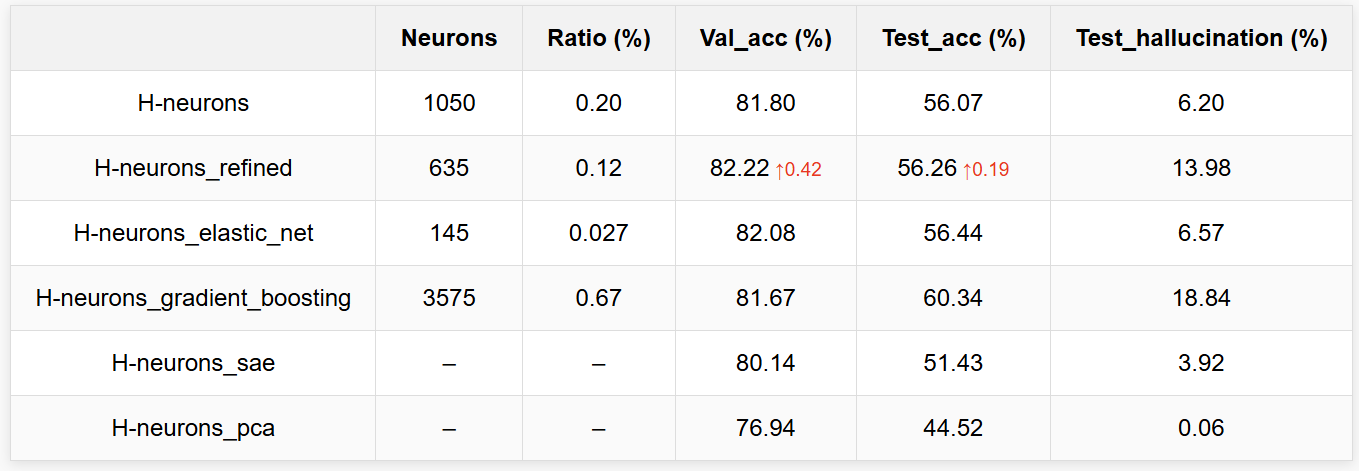 Neurons Ratio (%) Val_acc (%) Test_acc (%) Test_hallucination (%)
H-neurons 1050 0.20 81.80 56.07 6.20
H-neurons_refined 635 0.12 82.22 ↑0.42 56.26 ↑0.19 13.98
H-neurons_elastic_net 145 0.027 82.08 56.44 6.57
H-neurons_gradient_boosting 3575 0.67 81.67 60.34 18.84
H-neurons_sae – – 80.14 51.43 3.92
H-neurons_pca – – 76.94 44.52 0.06